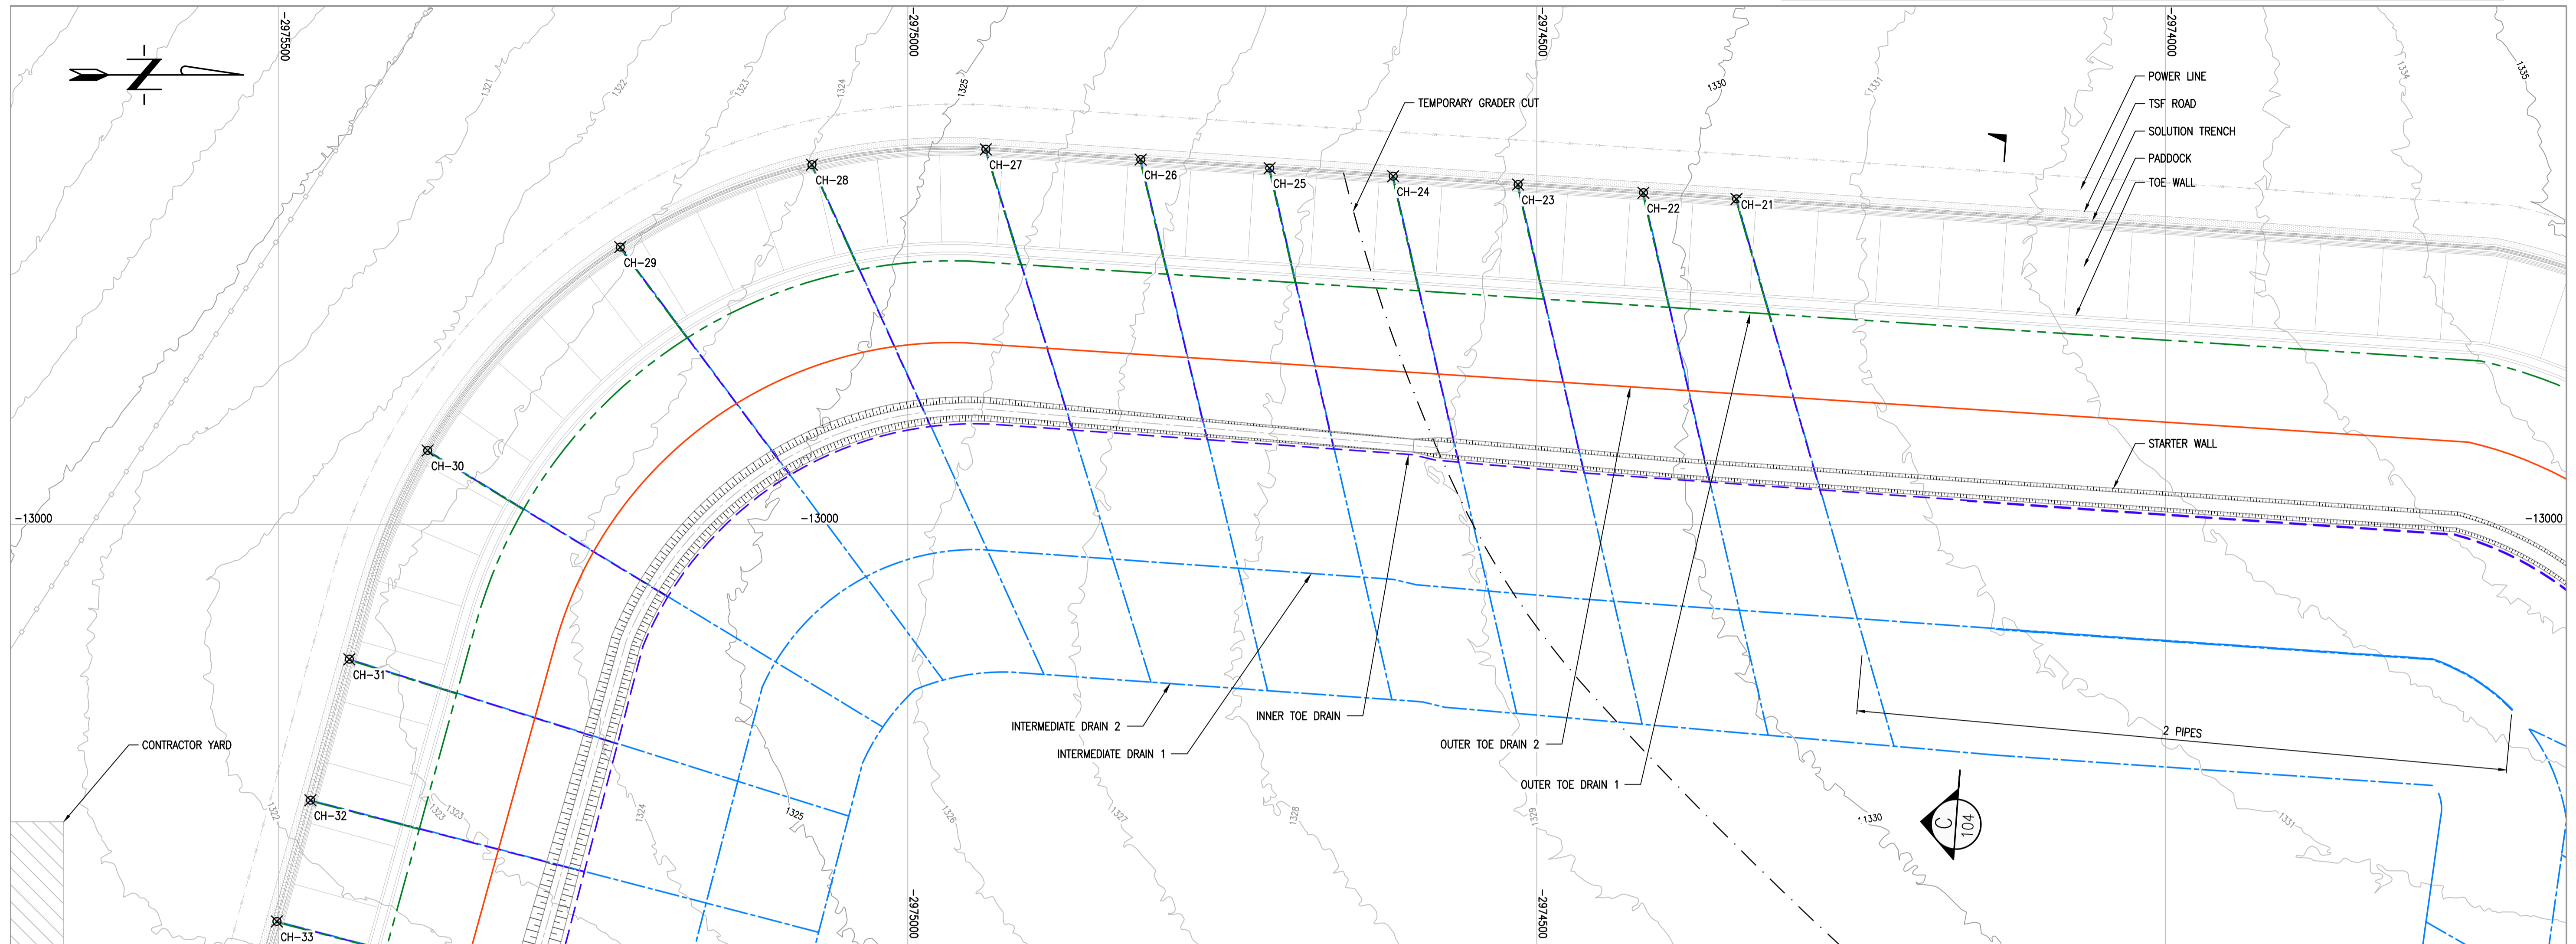 -2975500
-2975000
-2974500
-2974000
N
1321
1322
1323
1324
1325
1330
1331
1334
1335
POWER LINE
TSF ROAD
SOLUTION TRENCH
PADDOCK
TOE WALL
TEMPORARY GRADER CUT
CH-27
CH-28
CH-26
CH-25
CH-24
CH-23
CH-22
CH-21
CH-29
CH-30
STARTER WALL
-13000
-13000
-13000
CH-31
INTERMEDIATE DRAIN 2
INNER TOE DRAIN
INTERMEDIATE DRAIN 1
OUTER TOE DRAIN 2
OUTER TOE DRAIN 1
2 PIPES
CONTRACTOR YARD
CH-32
1322
1323
1323
1324
1325
1326
1327
1328
1329
1330
1331
C
104
CH-33
-2975000
-2974500